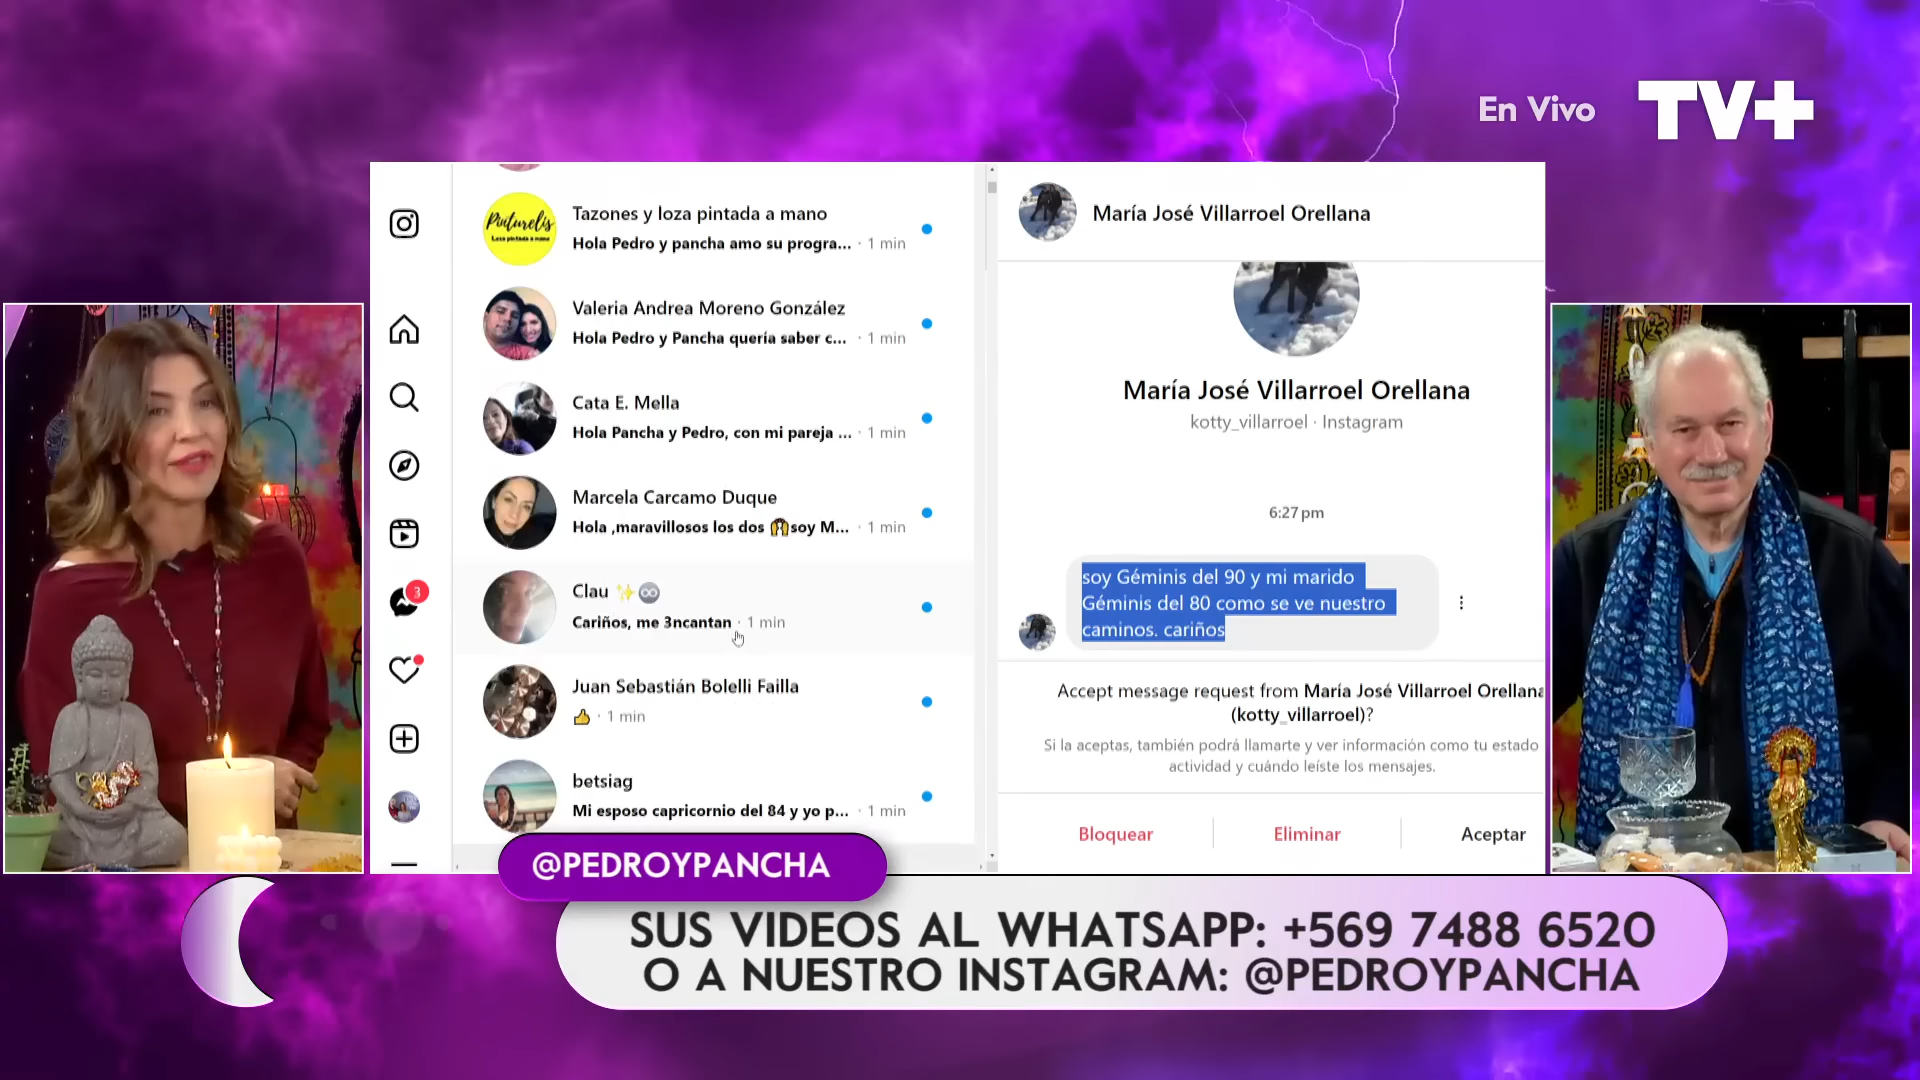 En Vivo TV+
Pinturelis
Loza pintada a mano
Tazones y loza pintada a mano
Hola Pedro y pancha amo su progra... · 1 min
Valeria Andrea Moreno González
Hola Pedro y Pancha quería saber c... · 1 min
Cata E. Mella
Hola Pancha y Pedro, con mi pareja ... · 1 min
Marcela Carcamo Duque
Hola ,maravillosos los dos 🙌soy M... · 1 min
Clau ✨♾
Cariños, me 3ncantan · 1 min
3
Juan Sebastián Bolelli Failla
👍 · 1 min
betsiag
Mi esposo capricornio del 84 y yo p... · 1 min
María José Villarroel Orellana
María José Villarroel Orellana
kotty_villarroel · Instagram
6:27 pm
soy Géminis del 90 y mi marido
Géminis del 80 como se ve nuestro
caminos. cariños
Accept message request from María José Villarroel Orellana
(kotty_villarroel)?
Si la aceptas, también podrá llamarte y ver información como tu estado
actividad y cuándo leíste los mensajes.
Bloquear Eliminar Aceptar
@PEDROYPANCHA
SUS VIDEOS AL WHATSAPP: +569 7488 6520
O A NUESTRO INSTAGRAM: @PEDROYPANCHA